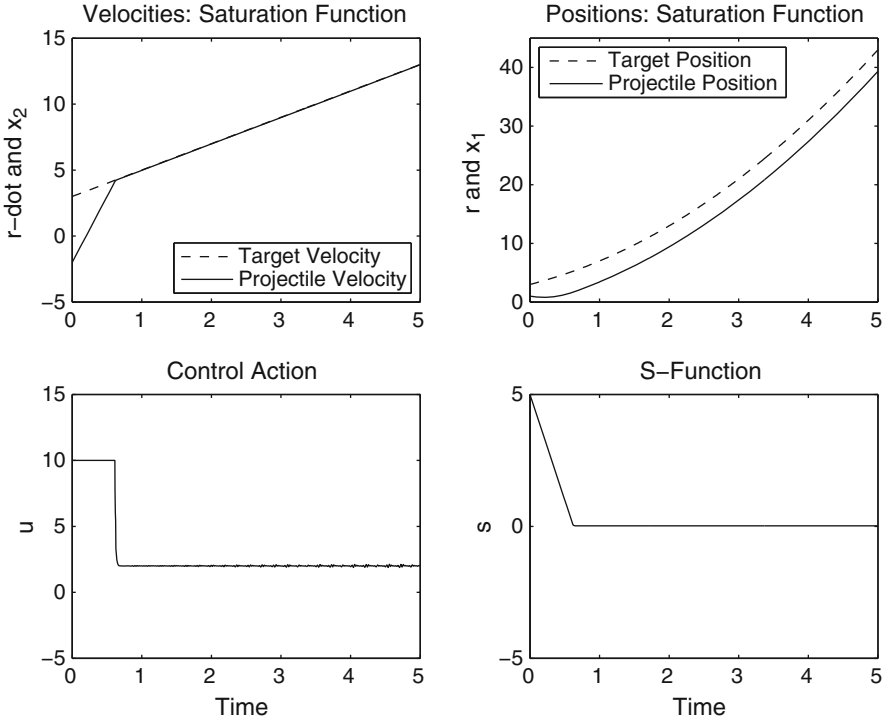 Velocities: Saturation Function
15
10
5
0
−5
r−dot and x2
Target Velocity
Projectile Velocity
0 1 2 3 4 5
Positions: Saturation Function
40
30
20
10
0
r and x1
Target Position
Projectile Position
0 1 2 3 4 5
Control Action
15
10
5
0
−5
u
0 1 2 3 4 5
Time
S−Function
5
0
−5
s
0 1 2 3 4 5
Time